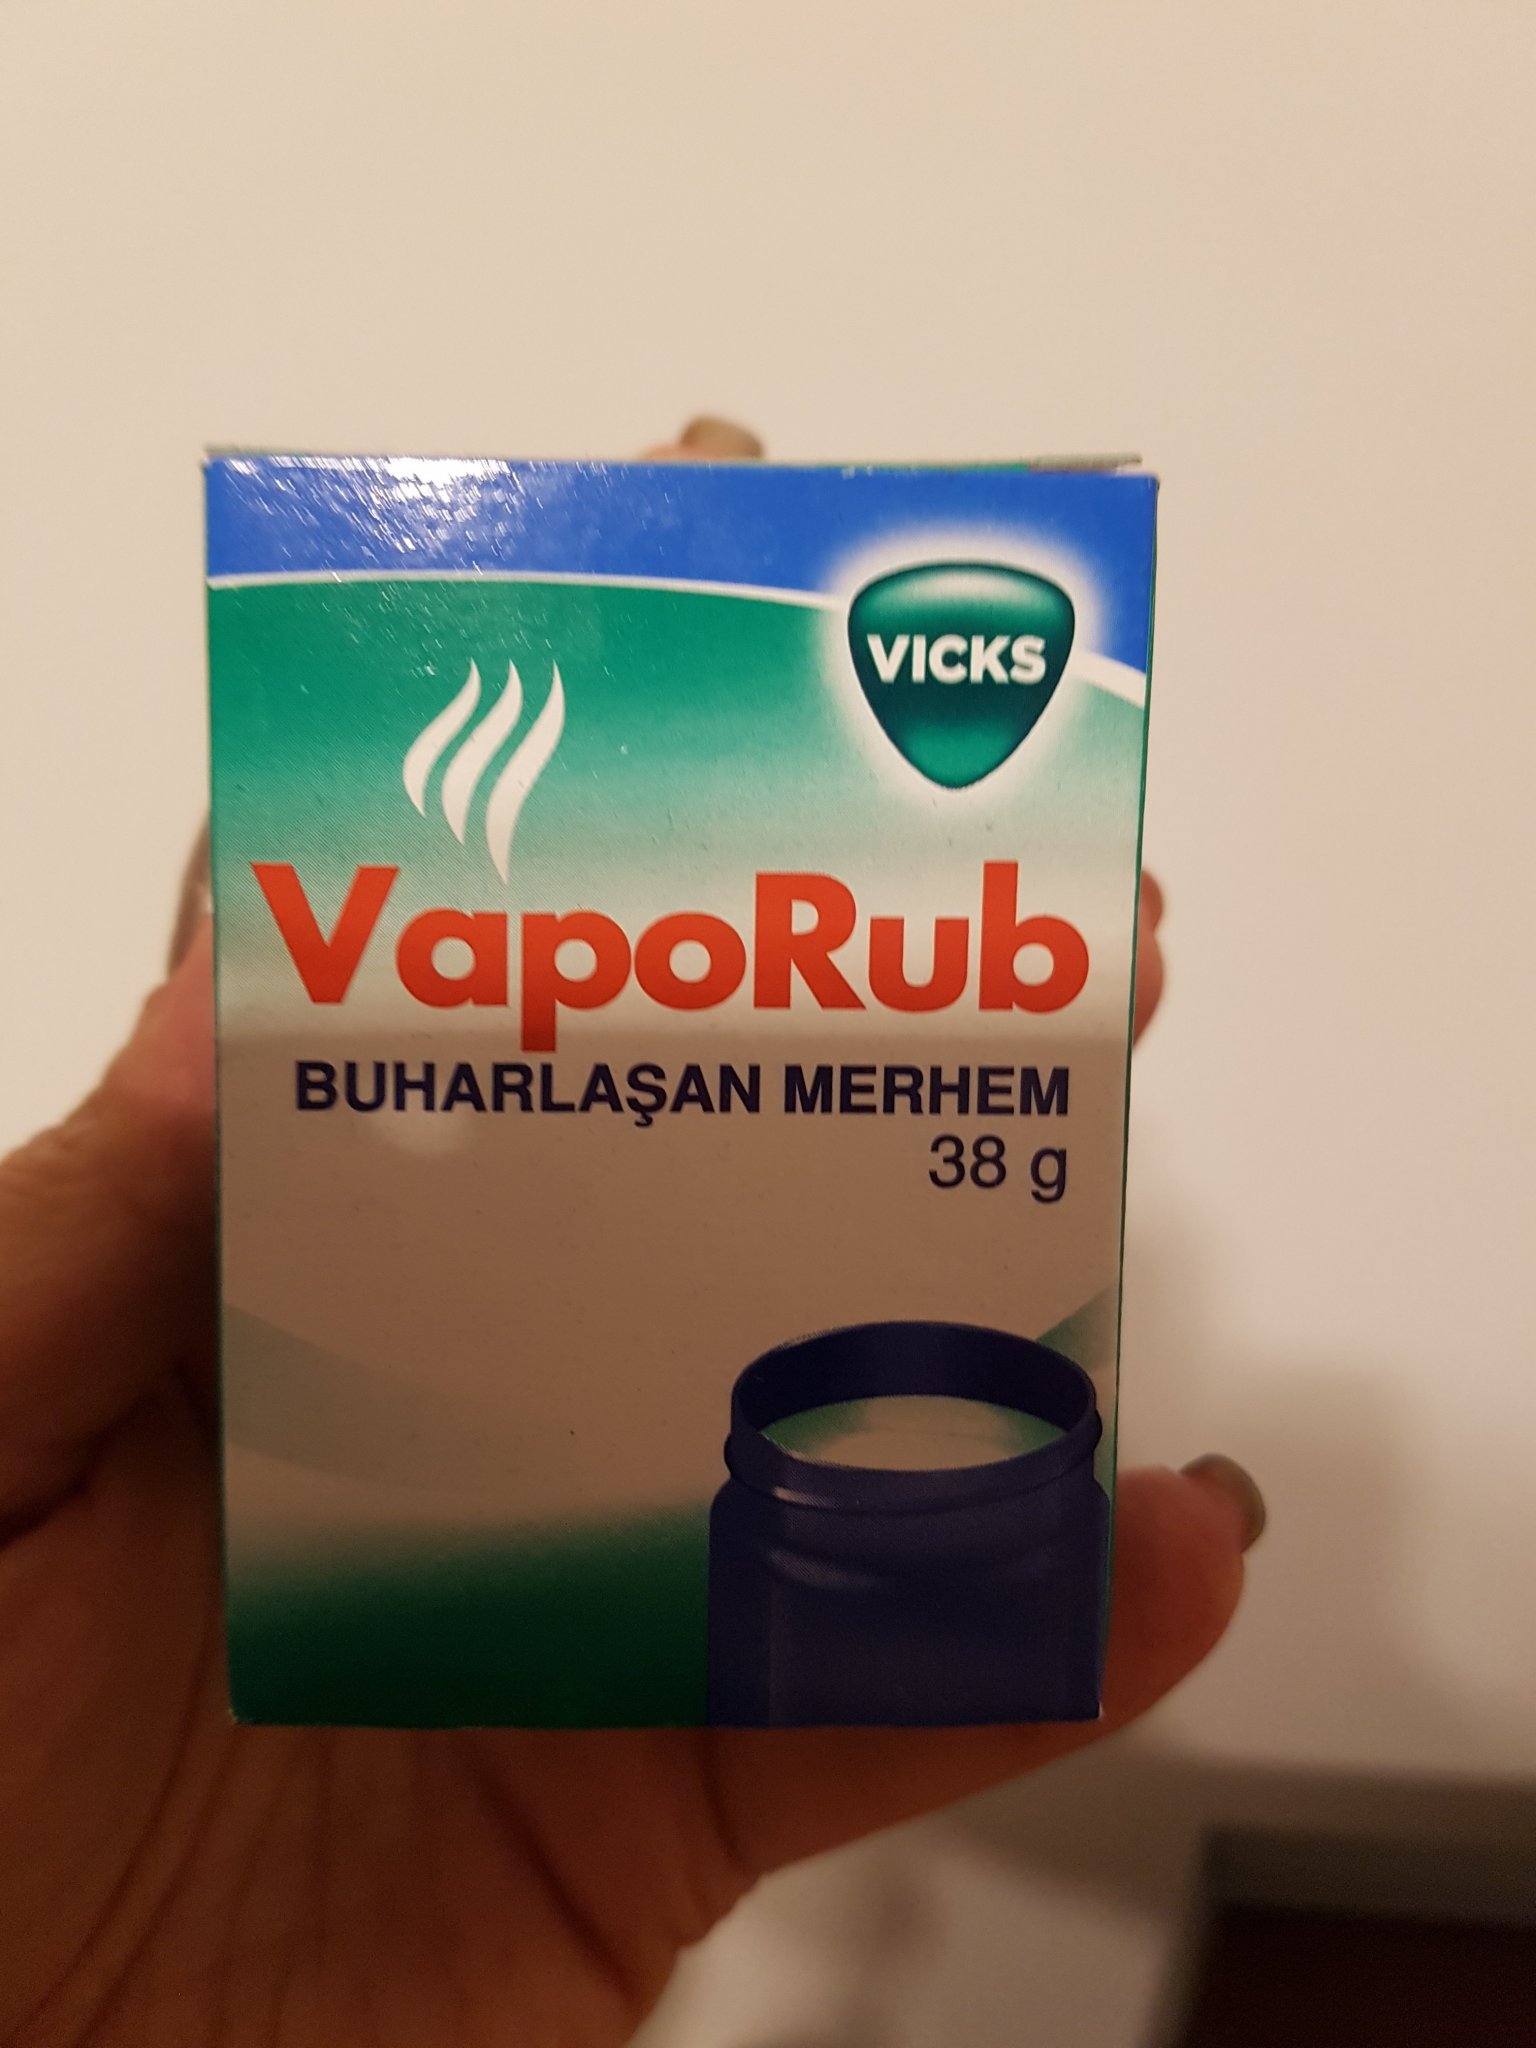 VICKS
VapoRub
BUHARLAŞAN MERHEM
38 g